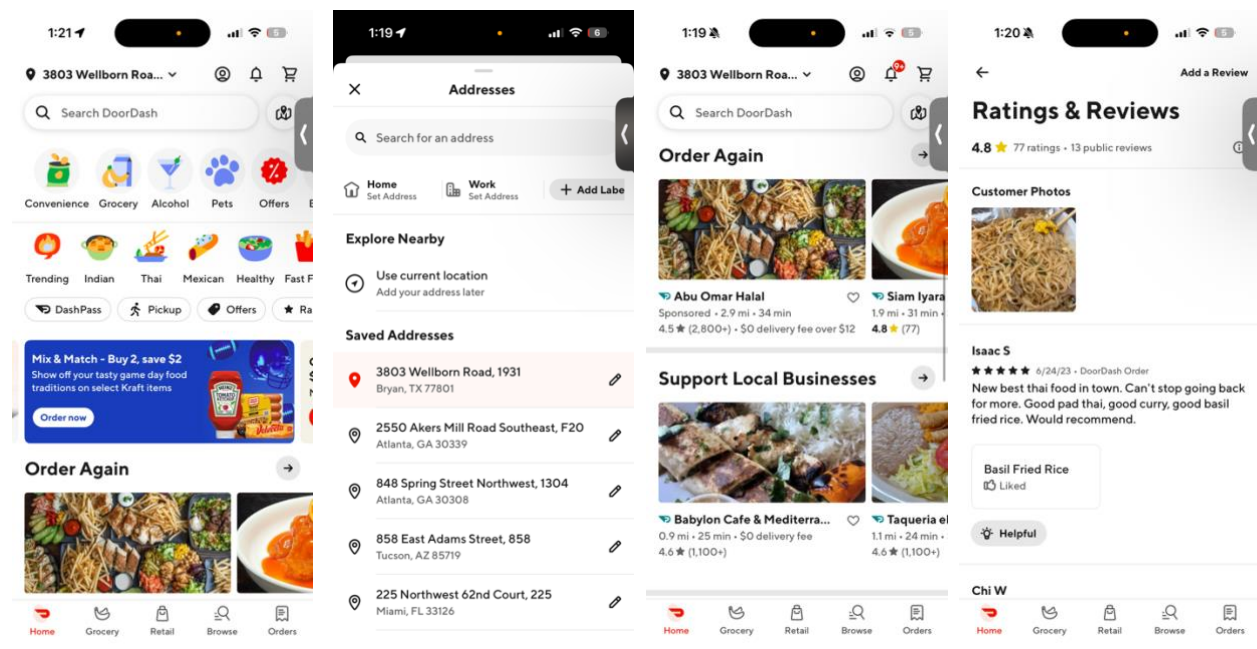 1:21
5
3803 Wellborn Roa...
Search DoorDash
Convenience Grocery Alcohol Pets Offers
Trending Indian Thai Mexican Healthy Fast F
DashPass Pickup Offers Ra
Mix & Match - Buy 2, save $2
Show off your tasty game day food
traditions on select Kraft items
Order now
HEINZ
Velveeta
Order Again
Home Grocery Retail Browse Orders
1:19
6
Addresses
Search for an address
Home
Set Address
Work
Set Address
+ Add Labe
Explore Nearby
Use current location
Add your address later
Saved Addresses
3803 Wellborn Road, 1931
Bryan, TX 77801
2550 Akers Mill Road Southeast, F20
Atlanta, GA 30339
848 Spring Street Northwest, 1304
Atlanta, GA 30308
858 East Adams Street, 858
Tucson, AZ 85719
225 Northwest 62nd Court, 225
Miami, FL 33126
1:19
5
3803 Wellborn Roa...
9+
Search DoorDash
Order Again
Abu Omar Halal
Sponsored • 2.9 mi • 34 min
4.5 ★ (2,800+) • $0 delivery fee over $12
Siam Iyara
1.9 mi • 31 min •
4.8 ★ (77)
Support Local Businesses
Babylon Cafe & Mediterra...
0.9 mi • 25 min • $0 delivery fee
4.6 ★ (1,100+)
Taqueria el
1.1 mi • 24 min •
4.6 ★ (1,100+)
Home Grocery Retail Browse Orders
1:20
5
Add a Review
Ratings & Reviews
4.8 ★ 77 ratings • 13 public reviews
Customer Photos
Isaac S
★★★★★ 6/24/23 • DoorDash Order
New best thai food in town. Can't stop going back
for more. Good pad thai, good curry, good basil
fried rice. Would recommend.
Basil Fried Rice
Liked
Helpful
Chi W
Home Grocery Retail Browse Orders